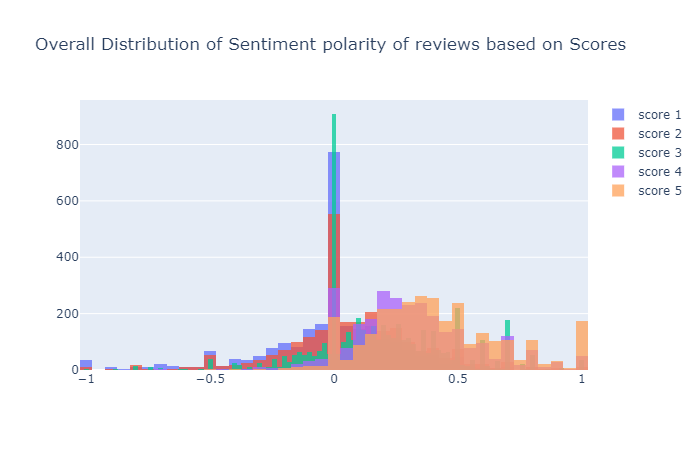 Overall Distribution of Sentiment polarity of reviews based on Scores
score 1
score 2
score 3
score 4
score 5
800
600
400
200
0
−1
−0.5
0
0.5
1